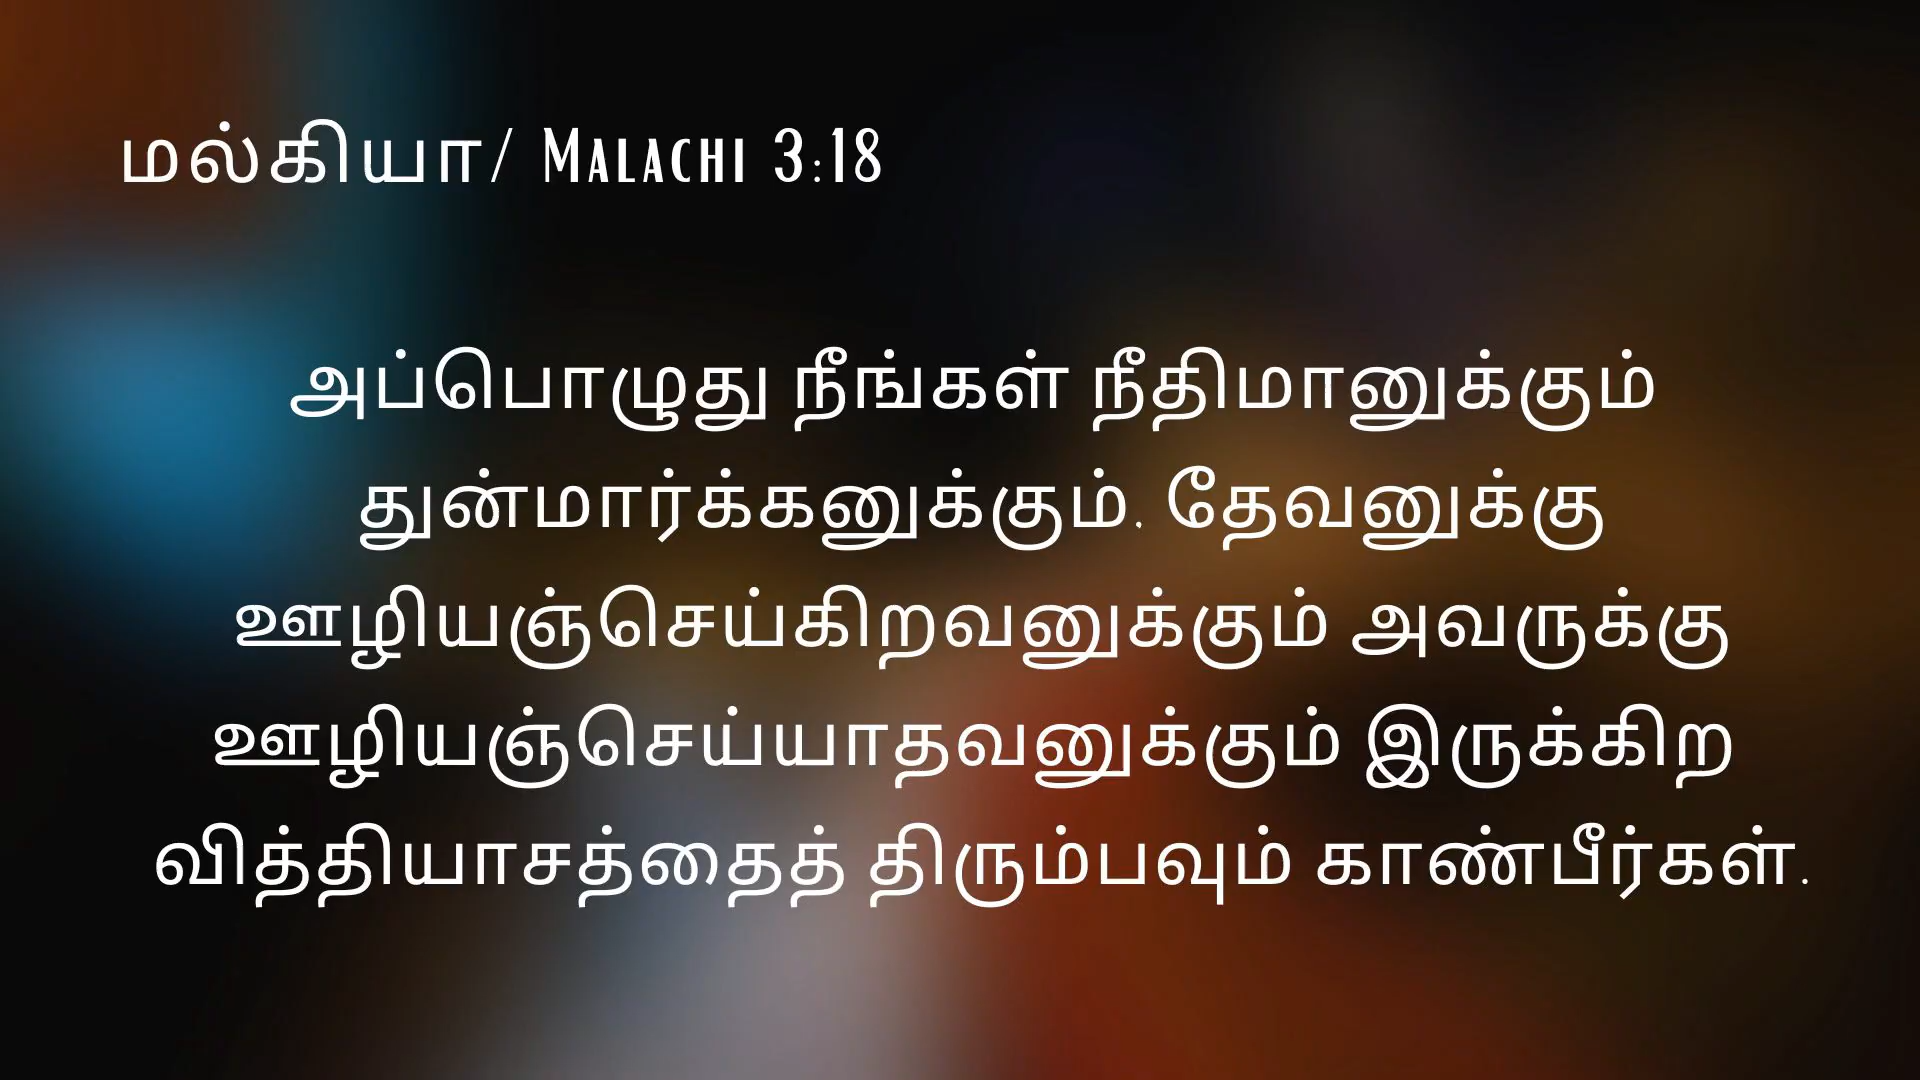 மல்கியா/ Malachi 3:18
அப்பொழுது நீங்கள் நீதிமானுக்கும்
துன்மார்க்கனுக்கும், தேவனுக்கு
ஊழியஞ்செய்கிறவனுக்கும் அவருக்கு
ஊழியஞ்செய்யாதவனுக்கும் இருக்கிற
வித்தியாசத்தைத் திரும்பவும் காண்பீர்கள்.